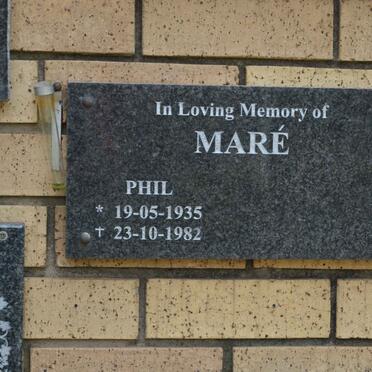 In Loving Memory of
MARÉ
PHIL
* 19-05-1935
† 23-10-1982